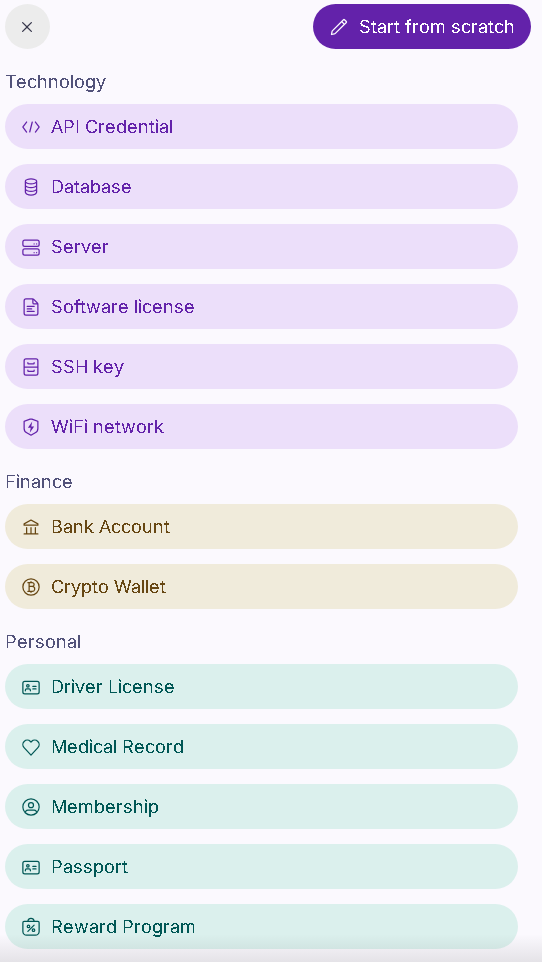 Start from scratch
Technology
API Credential
Database
Server
Software license
SSH key
WiFi network
Finance
Bank Account
Crypto Wallet
Personal
Driver License
Medical Record
Membership
Passport
Reward Program